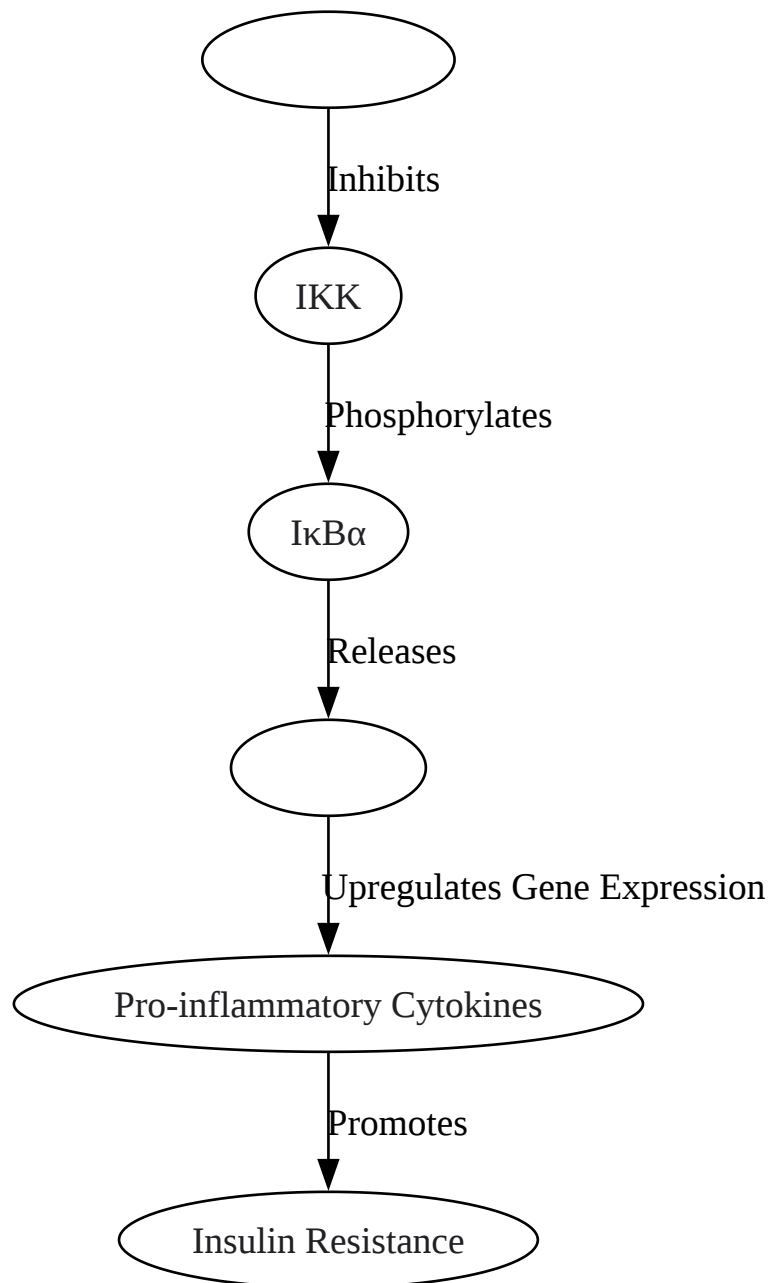 Inhibits
IKK
Phosphorylates
IκBα
Releases
Upregulates Gene Expression
Pro-inflammatory Cytokines
Promotes
Insulin Resistance